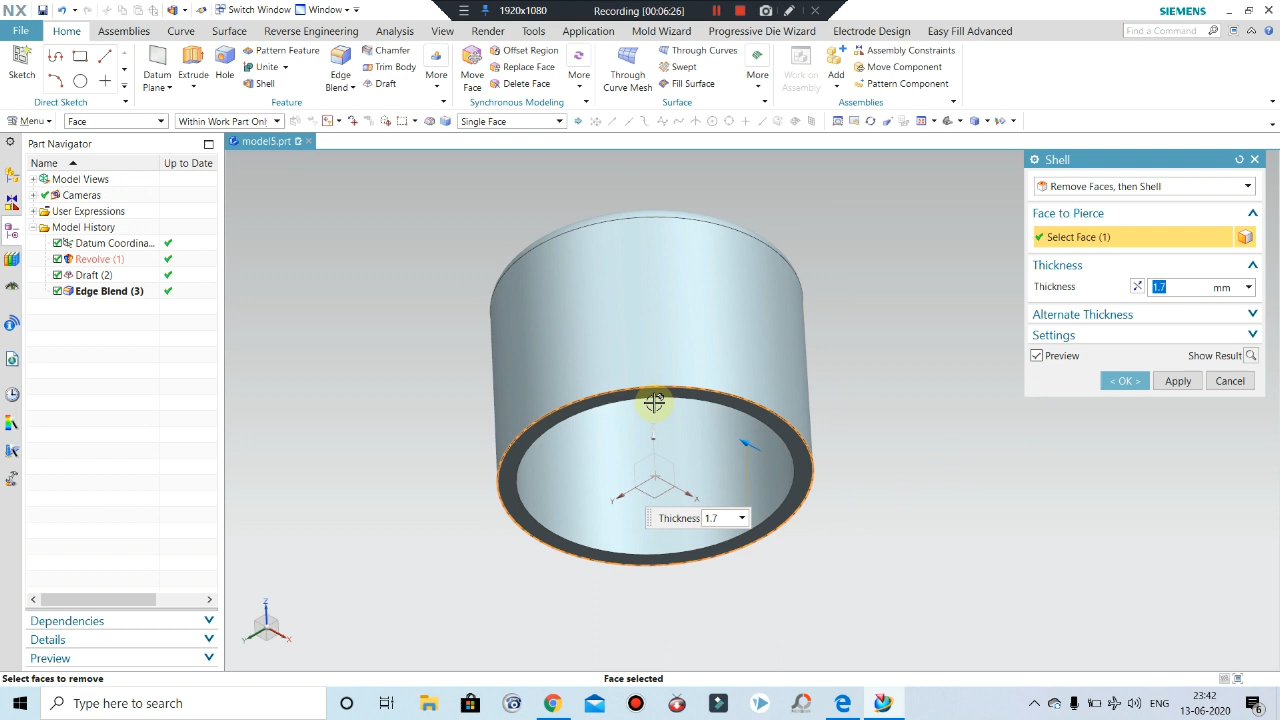 NX
Switch Window
Window
1920x1080
Recording [00:06:26]
SIEMENS
File
Home
Assemblies
Curve
Surface
Reverse Engineering
Analysis
View
Render
Tools
Application
Mold Wizard
Progressive Die Wizard
Electrode Design
Easy Fill Advanced
Find a Command
Sketch
Direct Sketch
Datum Plane
Extrude
Hole
Pattern Feature
Unite
Shell
Edge Blend
Chamfer
Trim Body
Draft
More
Feature
Move Face
Offset Region
Replace Face
Delete Face
More
Synchronous Modeling
Through Curve Mesh
Through Curves
Swept
Fill Surface
More
Surface
Work on Assembly
Add
Assembly Constraints
Move Component
Pattern Component
Assemblies
Menu
Face
Within Work Part Onl
Single Face
Part Navigator
model5.prt
Name
Up to Date
Model Views
Cameras
User Expressions
Model History
Datum Coordina...
Revolve (1)
Draft (2)
Edge Blend (3)
Dependencies
Details
Preview
Shell
Remove Faces, then Shell
Face to Pierce
Select Face (1)
Thickness
Thickness
1.7
mm
Alternate Thickness
Settings
Preview
Show Result
< OK >
Apply
Cancel
Y
X
Thickness 1.7
Z
Y
X
Select faces to remove
Face selected
Type here to search
ENG
23:42
13-06-2020
6